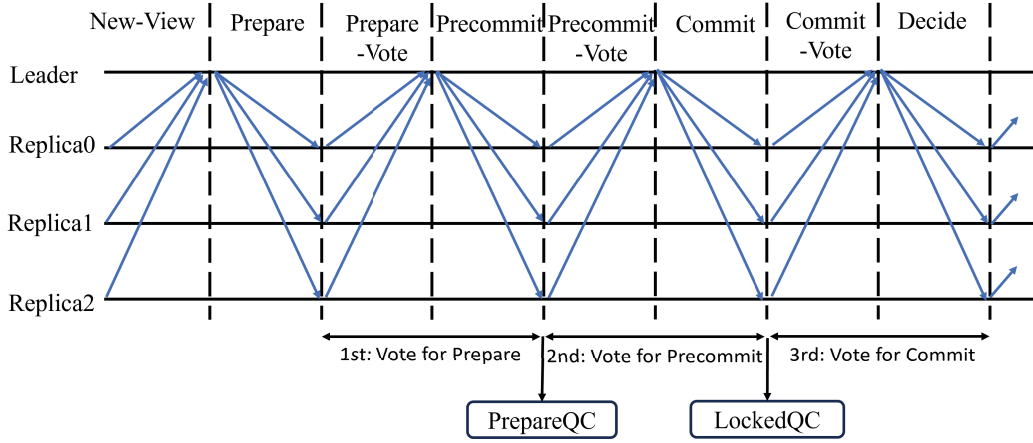 New-View
Prepare
Prepare
-Vote
Precommit
Precommit
-Vote
Commit
Commit
-Vote
Decide
Leader
Replica0
Replica1
Replica2
1st: Vote for Prepare
2nd: Vote for Precommit
3rd: Vote for Commit
PrepareQC
LockedQC